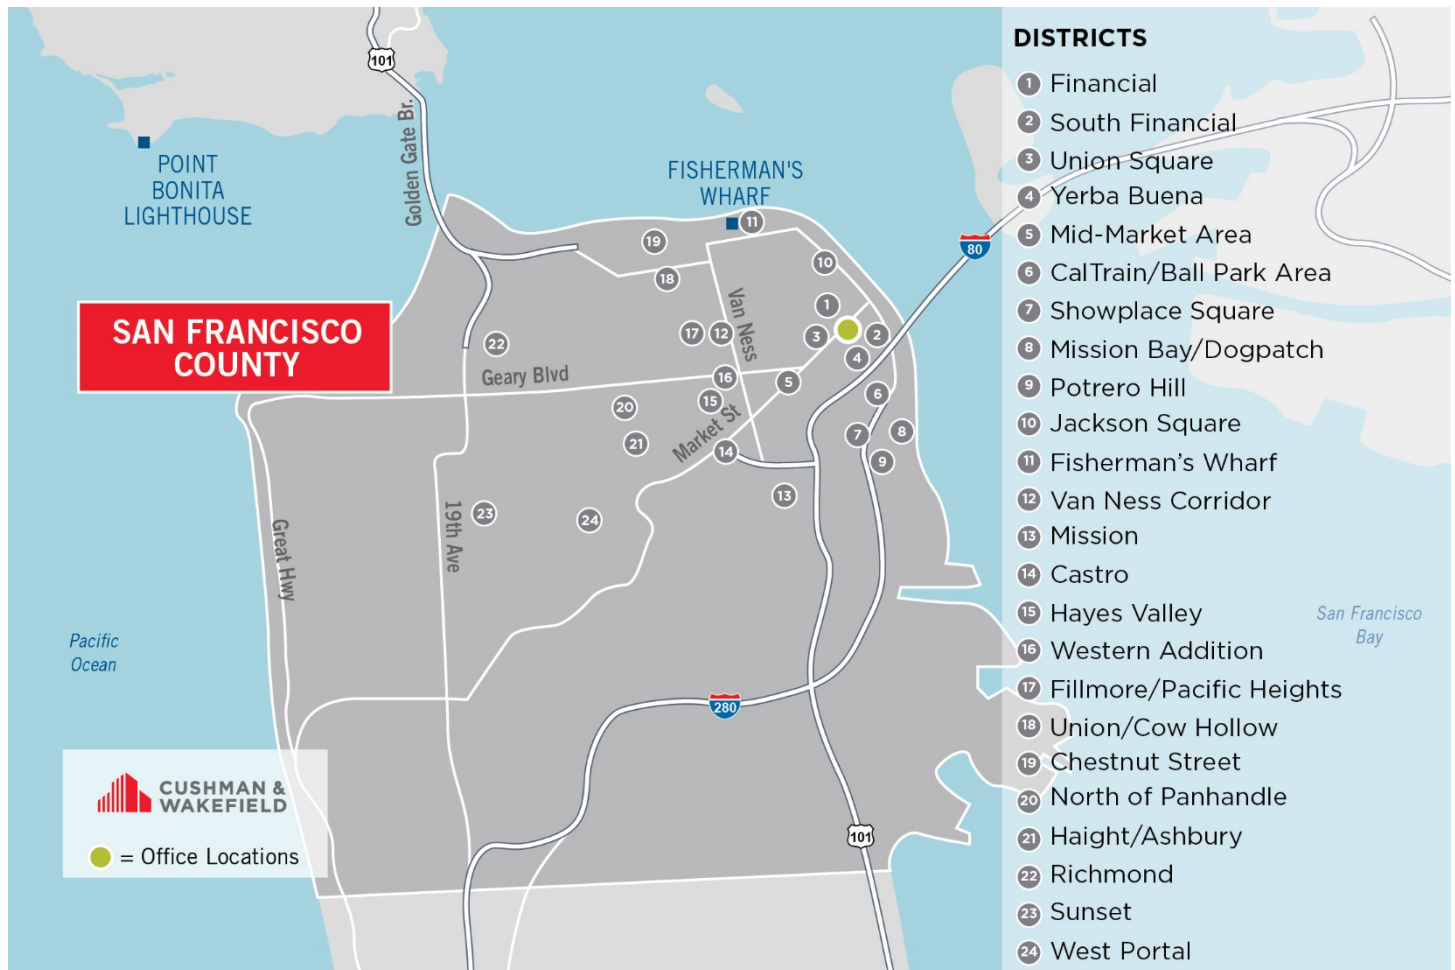 101
Golden Gate Br.
POINT
BONITA
LIGHTHOUSE
FISHERMAN'S
WHARF
11
19
10
80
18
Van Ness
1
SAN FRANCISCO
COUNTY
22
17
12
3
2
4
Geary Blvd
16
5
6
15
20
Market St
21
7
8
14
9
13
23
19th Ave
24
Great Hwy
Pacific
Ocean
280
101
CUSHMAN &
WAKEFIELD
= Office Locations
DISTRICTS
1 Financial
2 South Financial
3 Union Square
4 Yerba Buena
5 Mid-Market Area
6 CalTrain/Ball Park Area
7 Showplace Square
8 Mission Bay/Dogpatch
9 Potrero Hill
10 Jackson Square
11 Fisherman’s Wharf
12 Van Ness Corridor
13 Mission
14 Castro
15 Hayes Valley
16 Western Addition
17 Fillmore/Pacific Heights
18 Union/Cow Hollow
19 Chestnut Street
20 North of Panhandle
21 Haight/Ashbury
22 Richmond
23 Sunset
24 West Portal
San Francisco
Bay